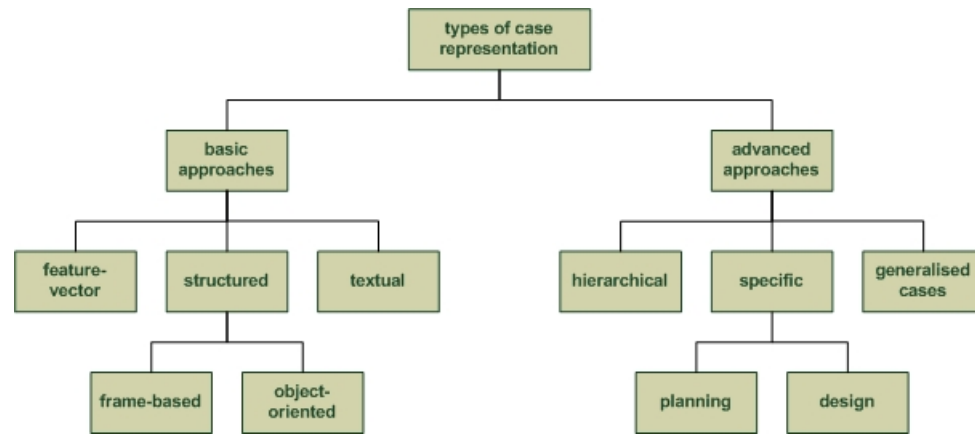 types of case
representation
basic
approaches
advanced
approaches
feature-
vector
structured
textual
hierarchical
specific
generalised
cases
frame-based
object-
oriented
planning
design